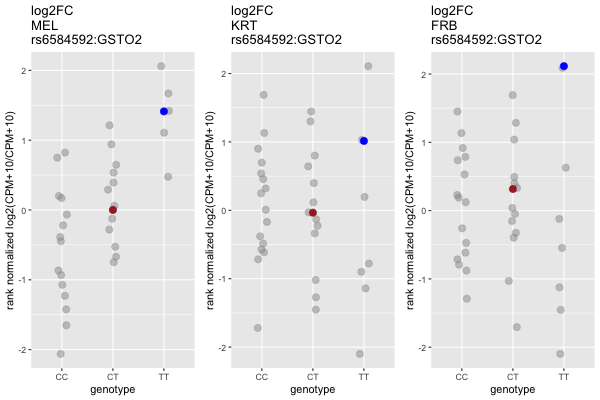 log2FC
MEL
rs6584592:GSTO2
rank normalized log2(CPM+10/CPM+10)
2
1
0
-1
-2
CC CT TT
genotype
log2FC
KRT
rs6584592:GSTO2
rank normalized log2(CPM+10/CPM+10)
2
1
0
-1
-2
CC CT TT
genotype
log2FC
FRB
rs6584592:GSTO2
rank normalized log2(CPM+10/CPM+10)
2
1
0
-1
-2
CC CT TT
genotype